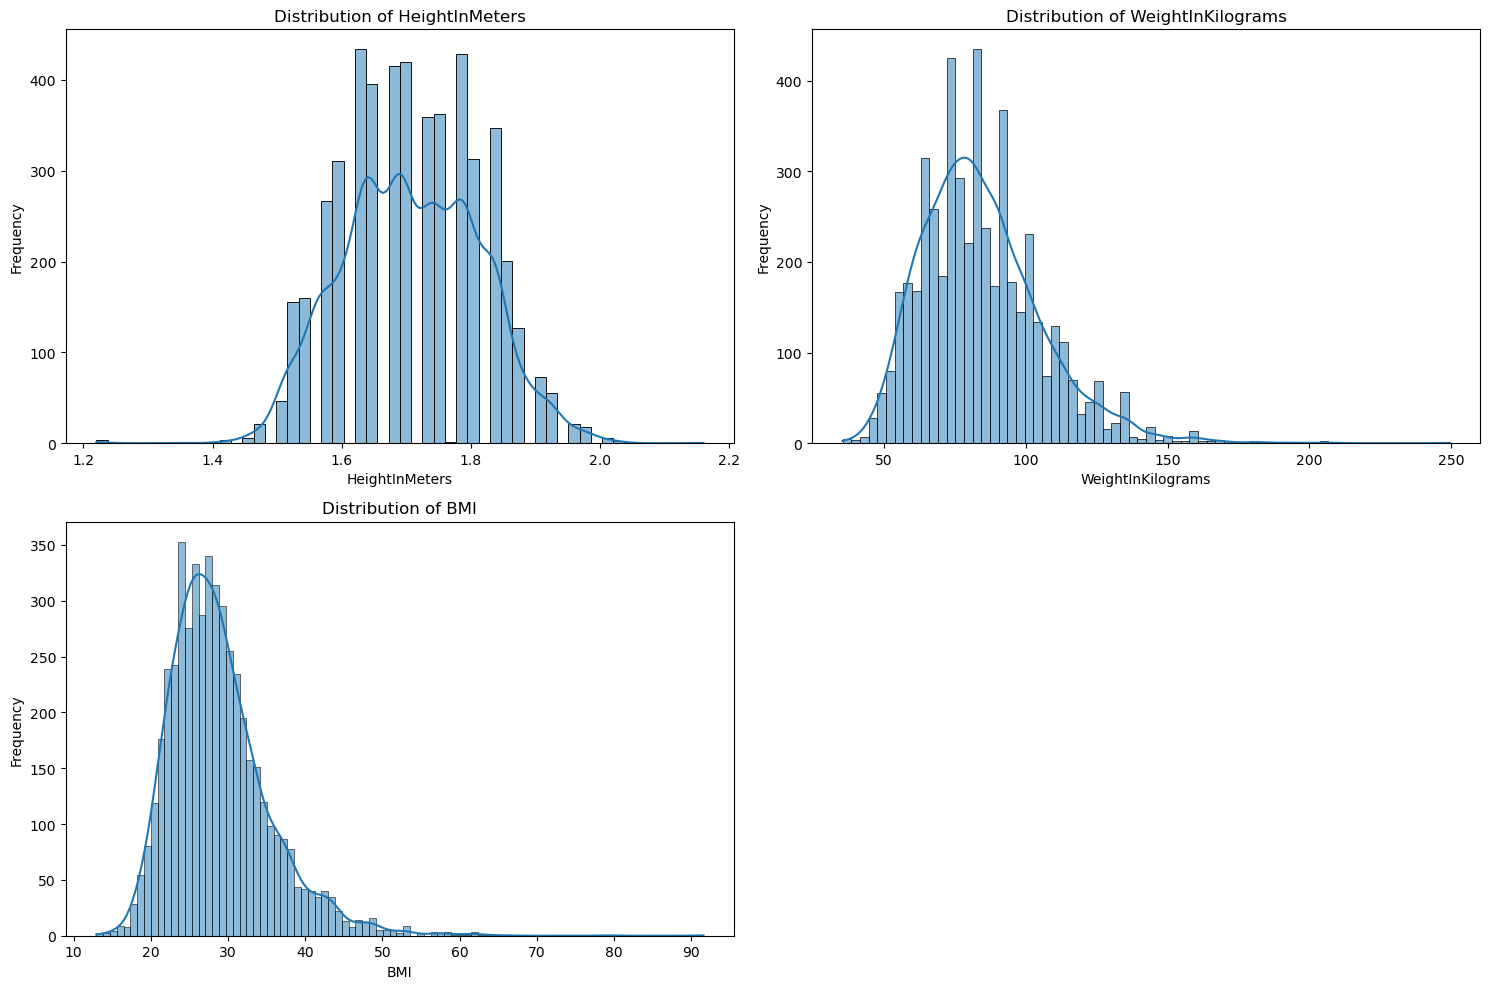 Distribution of HeightInMeters
Frequency
400
300
200
100
0
1.2 1.4 1.6 1.8 2.0 2.2
HeightInMeters
Distribution of WeightInKilograms
Frequency
400
300
200
100
0
50 100 150 200 250
WeightInKilograms
Distribution of BMI
Frequency
350
300
250
200
150
100
50
0
10 20 30 40 50 60 70 80 90
BMI